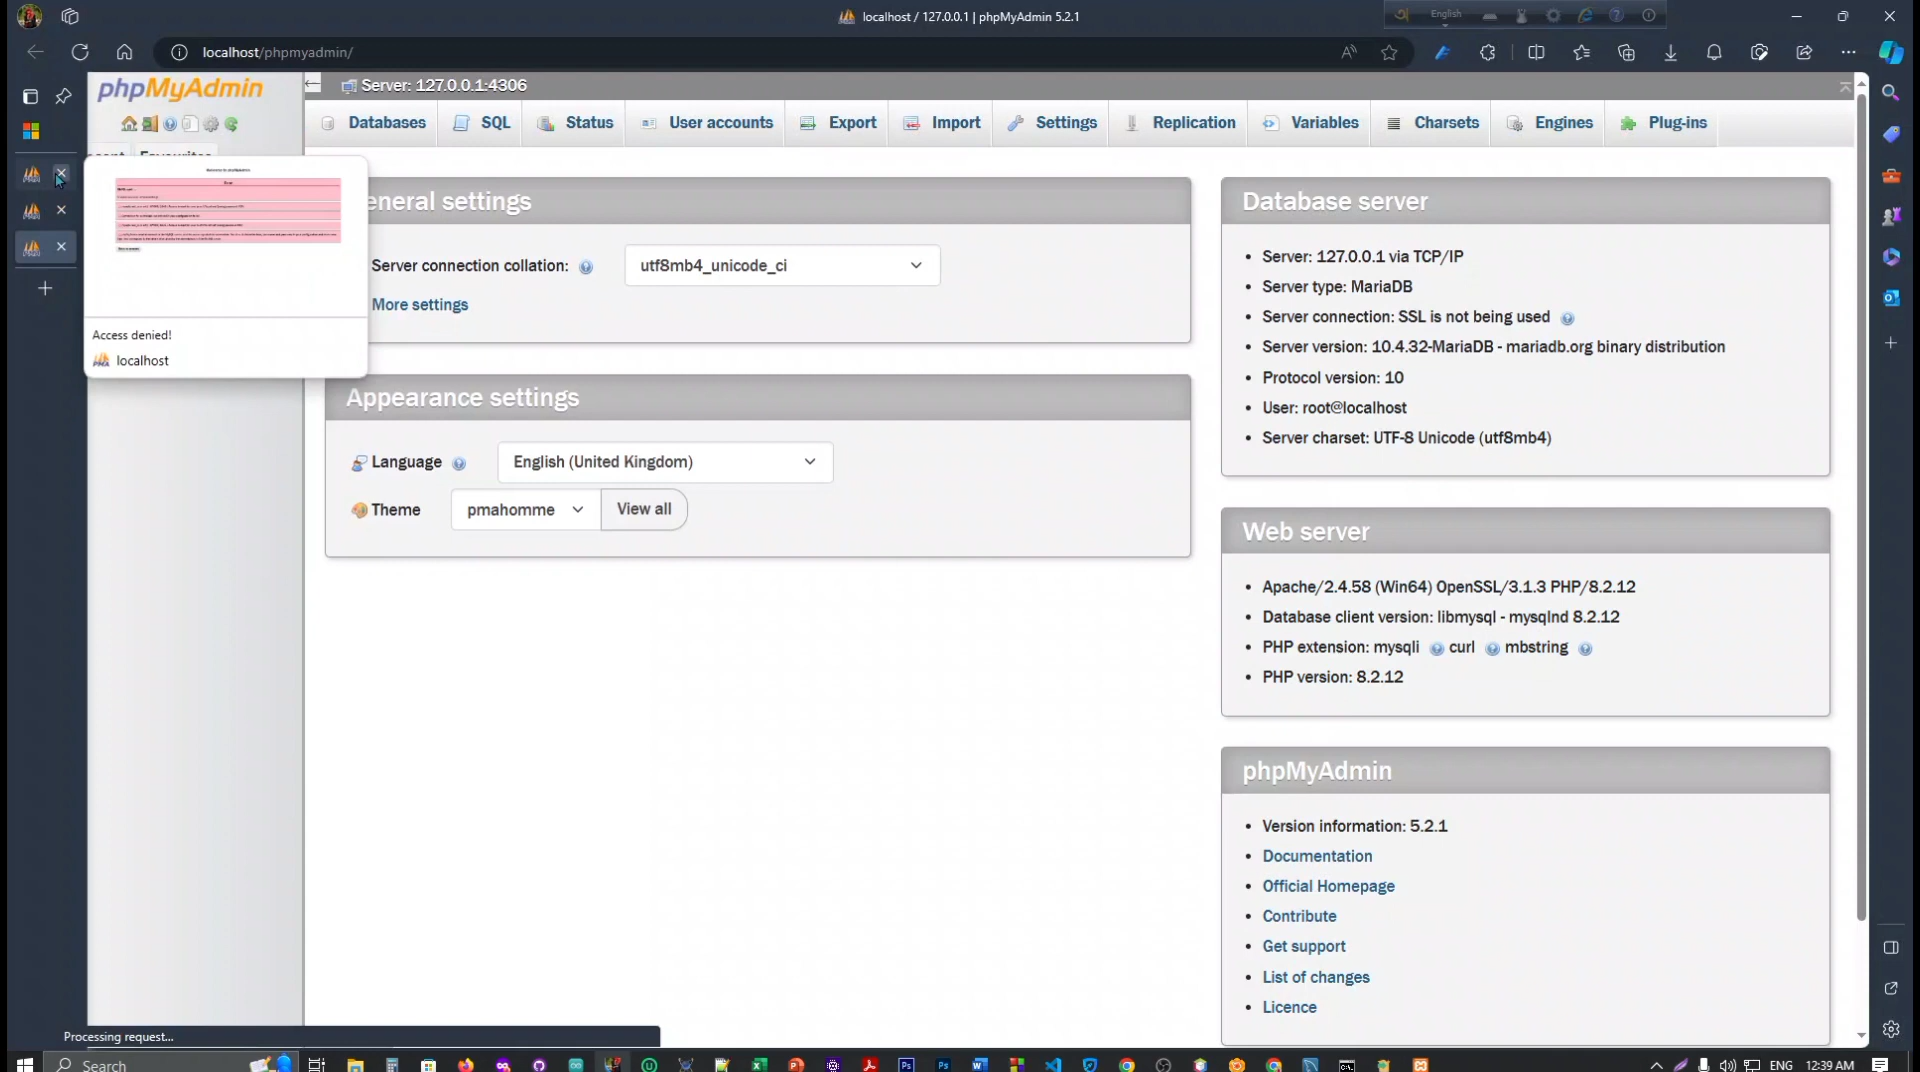 localhost / 127.0.0.1 | phpMyAdmin 5.2.1
English
localhost/phpmyadmin/
phpMyAdmin
Server: 127.0.0.1:4306
Databases
SQL
Status
User accounts
Export
Import
Settings
Replication
Variables
Charsets
Engines
Plug-ins
Access denied!
localhost
eneral settings
Server connection collation:
utf8mb4_unicode_ci
More settings
Appearance settings
Language
English (United Kingdom)
Theme
pmahomme
View all
Database server
Server: 127.0.0.1 via TCP/IP
Server type: MariaDB
Server connection: SSL is not being used
Server version: 10.4.32-MariaDB - mariadb.org binary distribution
Protocol version: 10
User: root@localhost
Server charset: UTF-8 Unicode (utf8mb4)
Web server
Apache/2.4.58 (Win64) OpenSSL/3.1.3 PHP/8.2.12
Database client version: libmysql - mysqlnd 8.2.12
PHP extension: mysqli curl mbstring
PHP version: 8.2.12
phpMyAdmin
Version information: 5.2.1
Documentation
Official Homepage
Contribute
Get support
List of changes
Licence
Processing request...
Search
ENG
12:39 AM